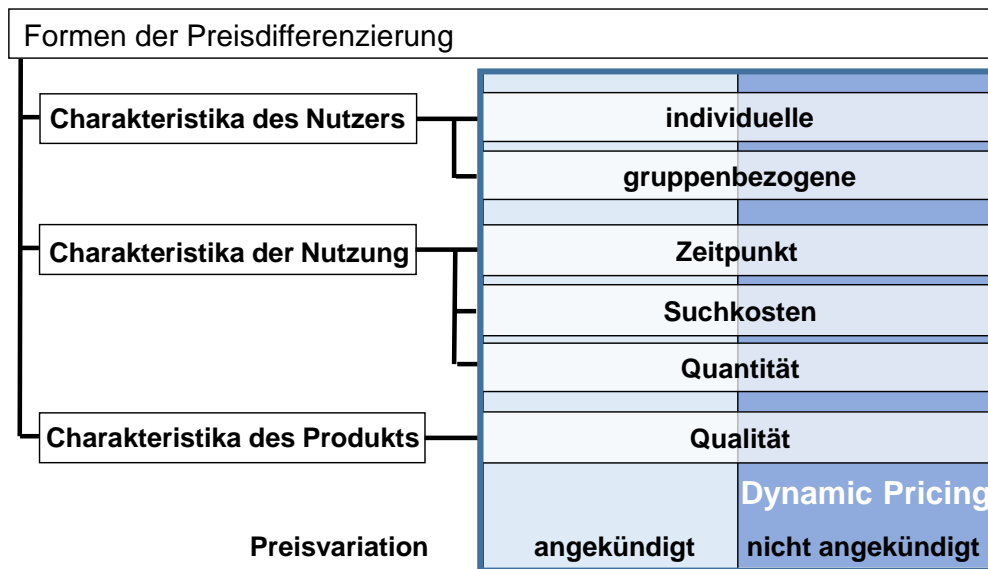 Formen der Preisdifferenzierung
Charakteristika des Nutzers
individuelle
gruppenbezogene
Charakteristika der Nutzung
Zeitpunkt
Suchkosten
Quantität
Charakteristika des Produkts
Qualität
Dynamic Pricing
Preisvariation
angekündigt
nicht angekündigt